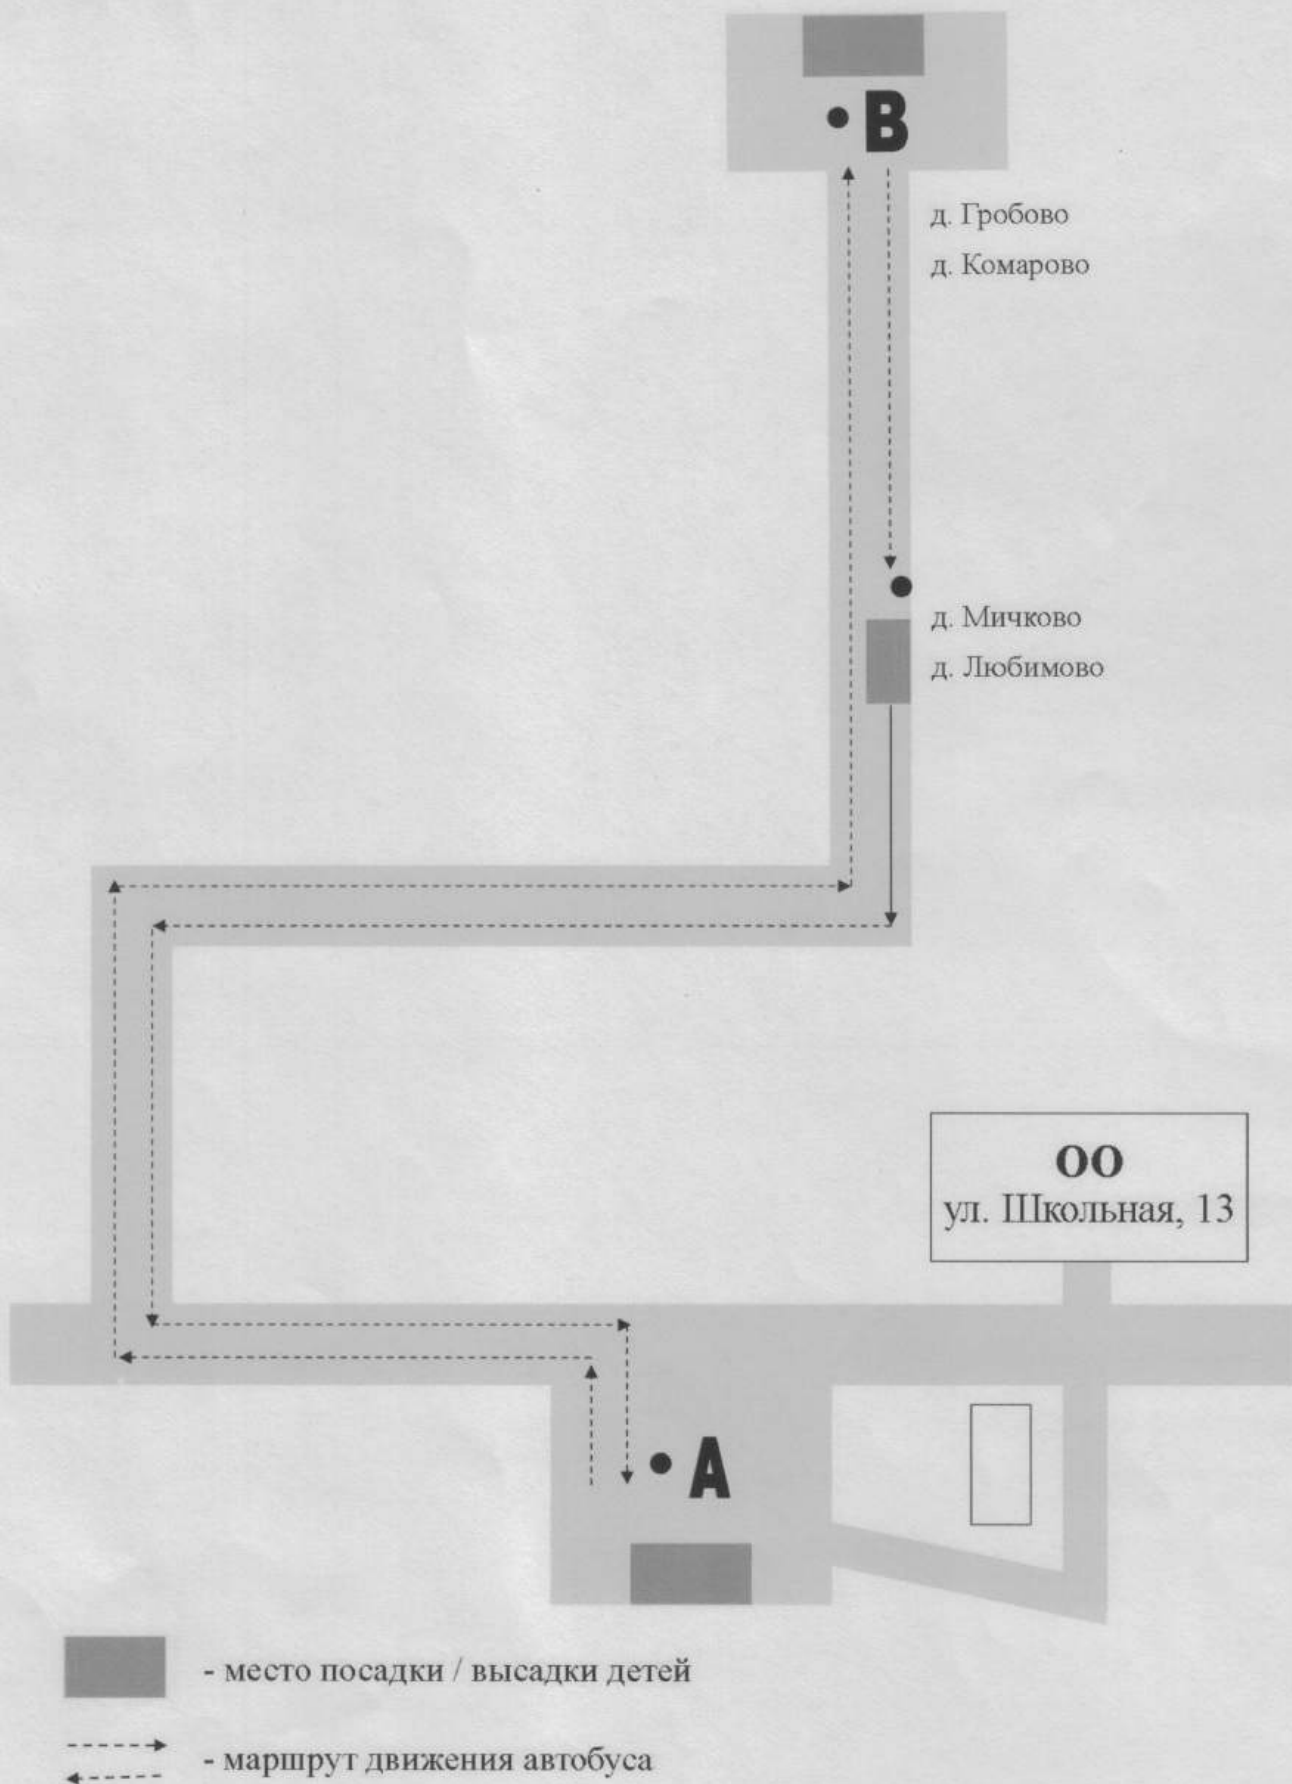 В
д. Гробово
д. Комарово
д. Мичково
д. Любимово
ОО
ул. Школьная, 13
А
- место посадки / высадки детей
- маршрут движения автобуса